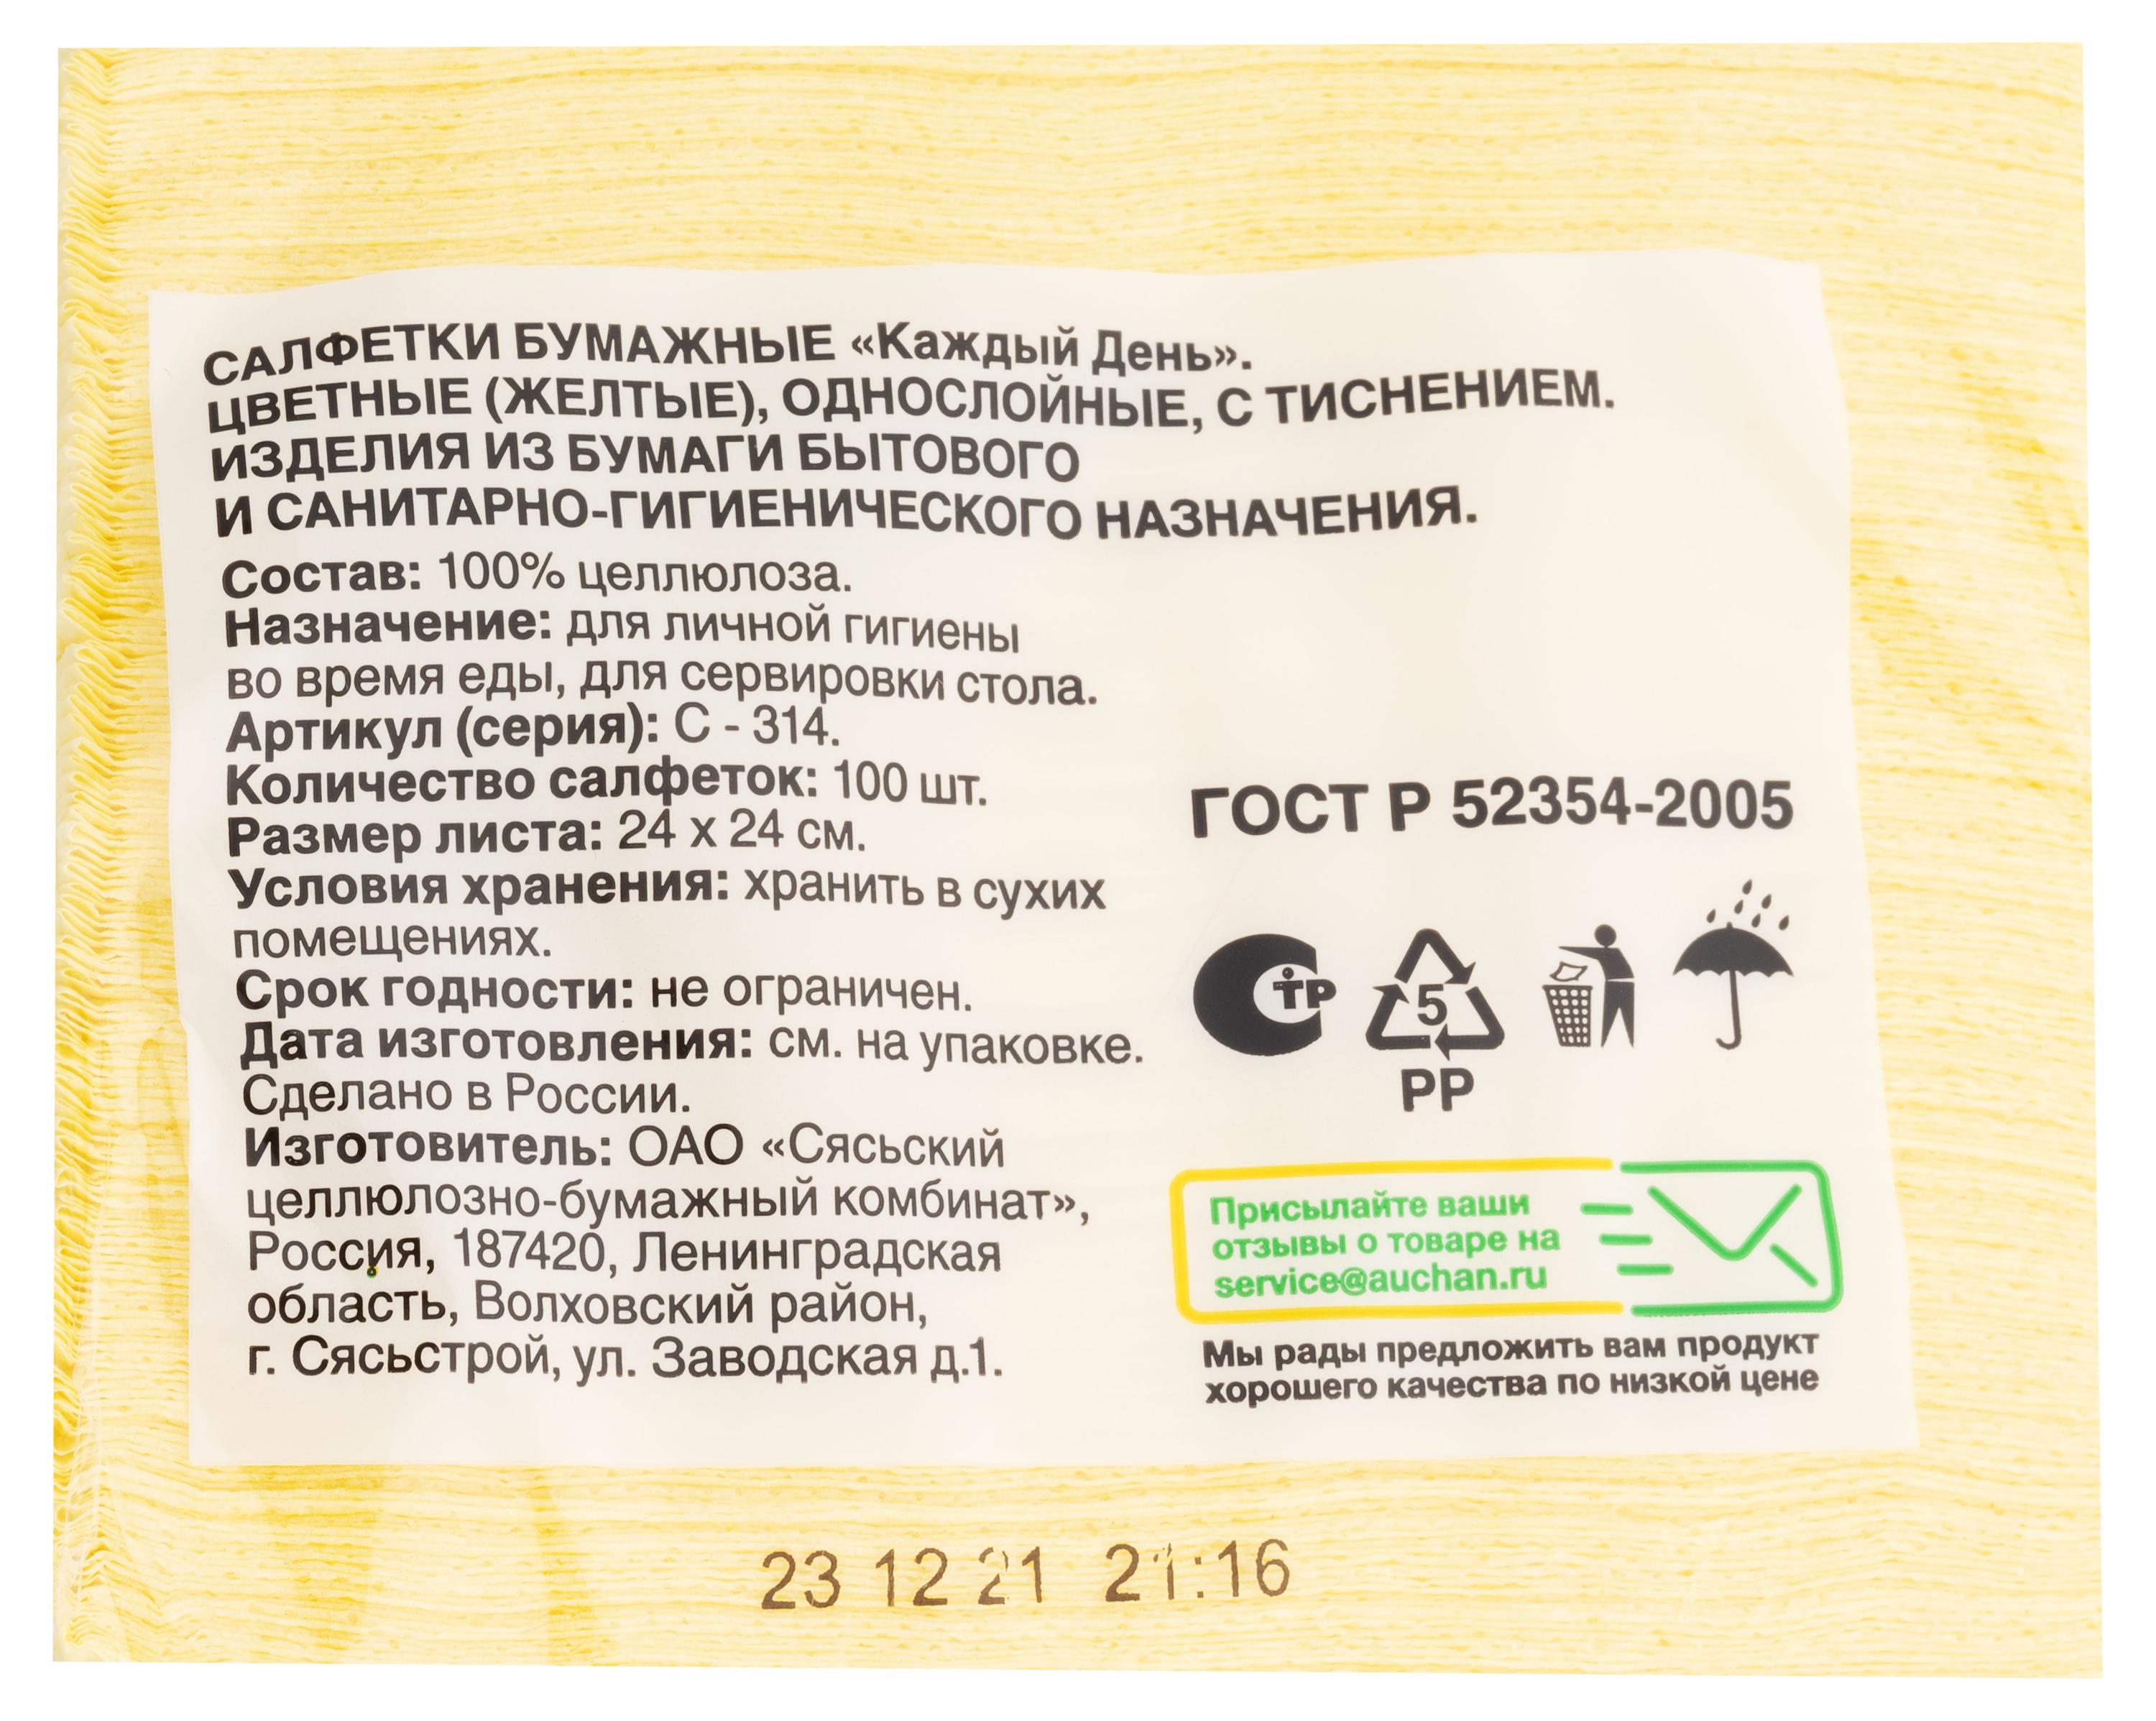 САЛФЕТКИ БУМАЖНЫЕ «Каждый День».
ЦВЕТНЫЕ (ЖЕЛТЫЕ), ОДНОСЛОЙНЫЕ, С ТИСНЕНИЕМ.
ИЗДЕЛИЯ ИЗ БУМАГИ БЫТОВОГО
И САНИТАРНО-ГИГИЕНИЧЕСКОГО НАЗНАЧЕНИЯ.
Состав: 100% целлюлоза.
Назначение: для личной гигиены
во время еды, для сервировки стола.
Артикул (серия): С - 314.
Количество салфеток: 100 шт.
Размер листа: 24 х 24 см.
Условия хранения: хранить в сухих
помещениях.
Срок годности: не ограничен.
Дата изготовления: см. на упаковке.
Сделано в России.
Изготовитель: ОАО «Сясьский
целлюлозно-бумажный комбинат»,
Россия, 187420, Ленинградская
область, Волховский район,
г. Сясьстрой, ул. Заводская д.1.
ГОСТ Р 52354-2005
СТР
5
PP
Присылайте ваши
отзывы о товаре на
service@auchan.ru
Мы рады предложить вам продукт
хорошего качества по низкой цене
23 12 21 21:16